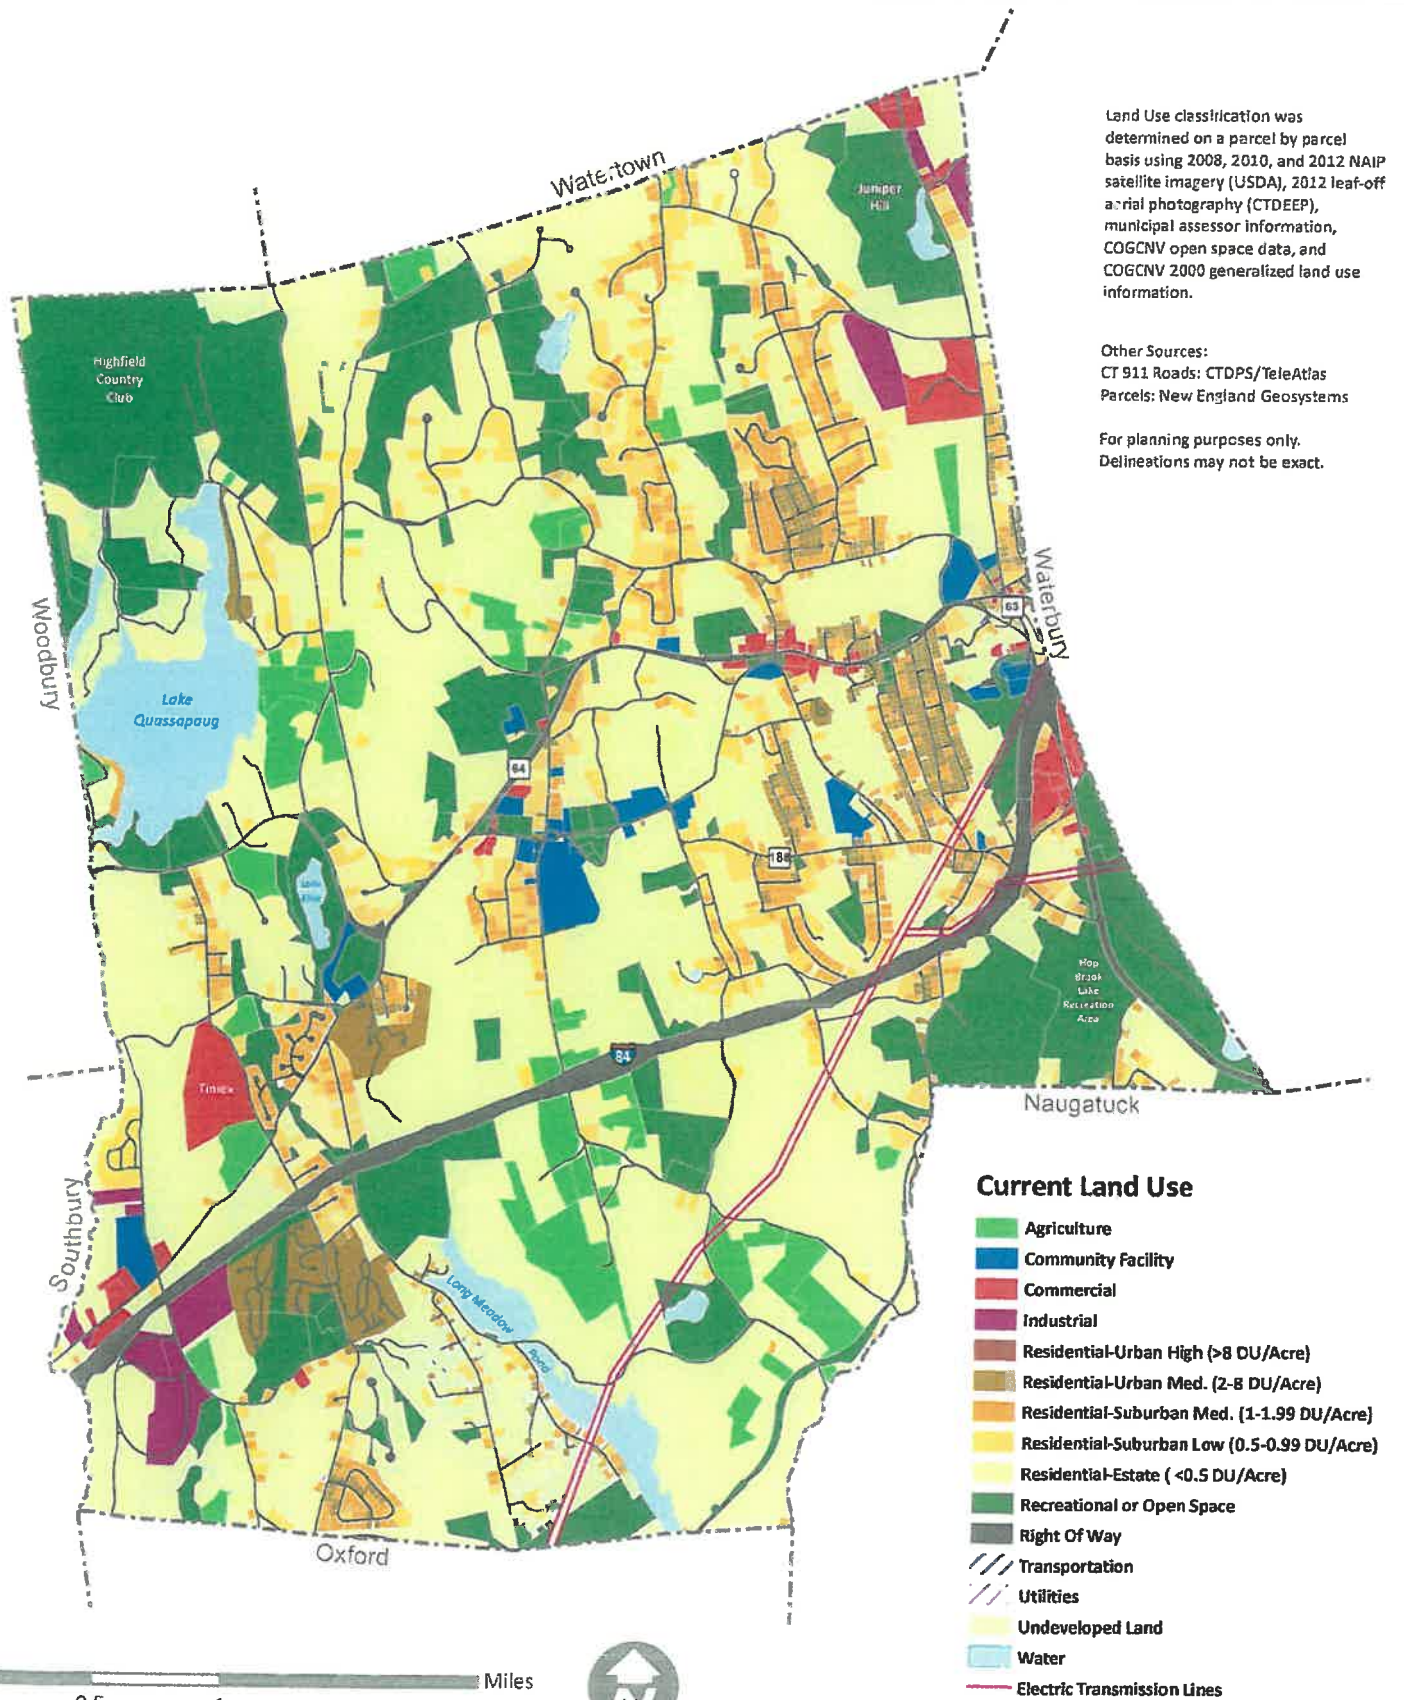 Land Use classification was
determined on a parcel by parcel
basis using 2008, 2010, and 2012 NAIP
satellite imagery (USDA), 2012 leaf-off
aerial photography (CTDEEP),
municipal assessor information,
COGCNV open space data, and
COGCNV 2000 generalized land use
information.
Other Sources:
CT 911 Roads: CTDPS/TeleAtlas
Parcels: New England Geosystems
For planning purposes only.
Delineations may not be exact.
Watertown
Juniper
Hill
Highfield
Country
Club
Waterbury
63
Woodbury
Lake
Quassapaug
64
188
Hop
Brook
Lake
Recreation
Area
84
Timex
Naugatuck
Southbury
Long Meadow
Pond
Oxford
Current Land Use
Agriculture
Community Facility
Commercial
Industrial
Residential-Urban High (>8 DU/Acre)
Residential-Urban Med. (2-8 DU/Acre)
Residential-Suburban Med. (1-1.99 DU/Acre)
Residential-Suburban Low (0.5-0.99 DU/Acre)
Residential-Estate ( <0.5 DU/Acre)
Recreational or Open Space
Right Of Way
Transportation
Utilities
Undeveloped Land
Water
Electric Transmission Lines
Miles